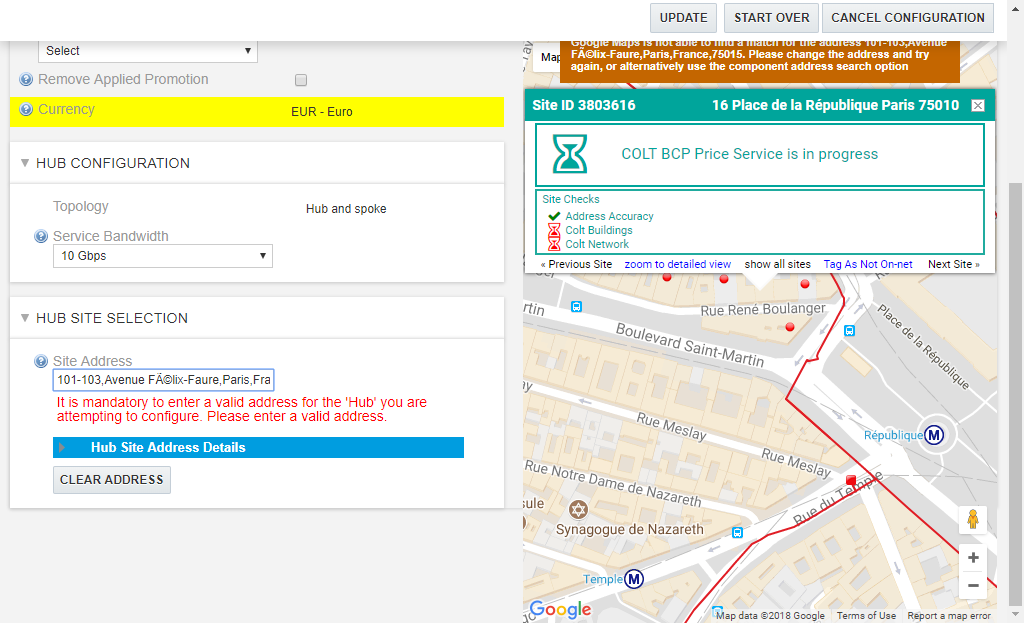 UPDATE
START OVER
CANCEL CONFIGURATION
Select
Remove Applied Promotion
Currency
EUR - Euro
HUB CONFIGURATION
Topology
Hub and spoke
Service Bandwidth
10 Gbps
HUB SITE SELECTION
Site Address
101-103,Avenue FÃ©lix-Faure,Paris,Fra
It is mandatory to enter a valid address for the 'Hub' you are
attempting to configure. Please enter a valid address.
Hub Site Address Details
CLEAR ADDRESS
Map
Google Maps is not able to find a match for the address 101-103,Avenue
FÃ©lix-Faure,Paris,France,75015. Please change the address and try
again, or alternatively use the component address search option
Site ID 3803616
16 Place de la République Paris 75010
COLT BCP Price Service is in progress
Site Checks
Address Accuracy
Colt Buildings
Colt Network
« Previous Site
zoom to detailed view
show all sites
Tag As Not On-net
Next Site »
Rue René Boulanger
Boulevard Saint-Martin
Place de la République
Rue Meslay
République
M
Rue Meslay
Rue Notre Dame de Nazareth
Rue du Temple
Synagogue de Nazareth
Temple
M
+
−
Google
Map data ©2018 Google
Terms of Use
Report a map error